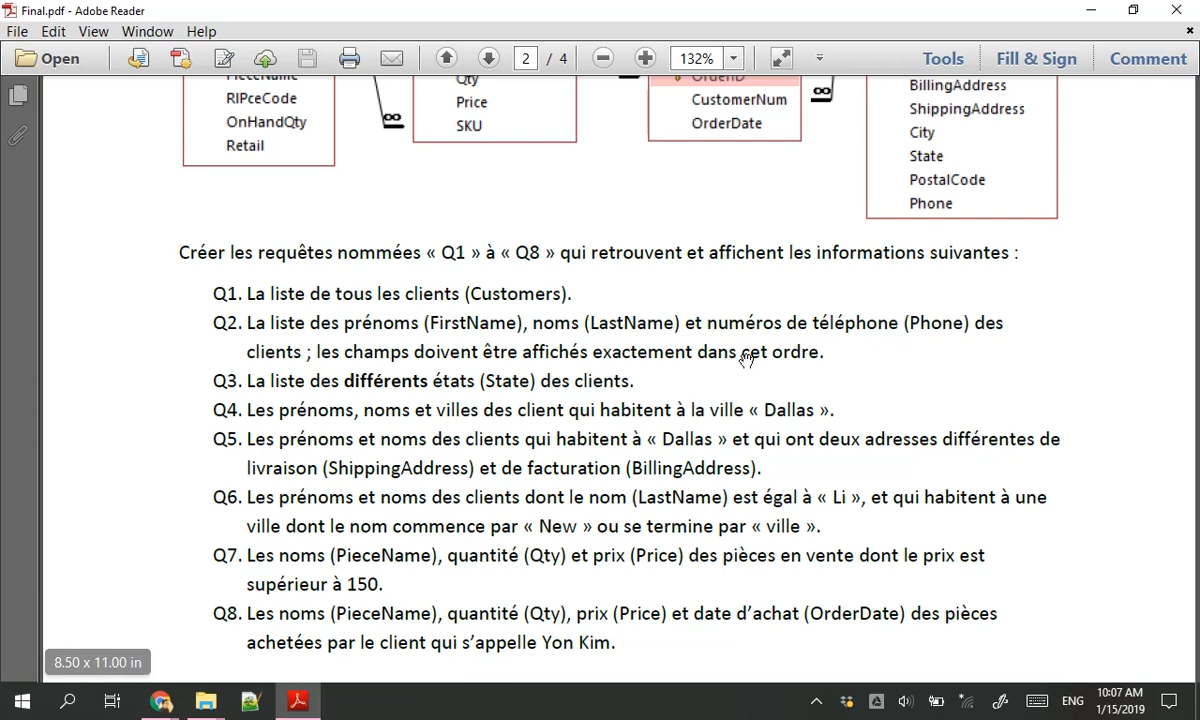 Final.pdf - Adobe Reader
File Edit View Window Help
Open 2 / 4 132% Tools Fill & Sign Comment
PieceName Qty OrderID BillingAddress
RIPceCode Price CustomerNum ShippingAddress
OnHandQty SKU OrderDate City
Retail State
PostalCode
Phone
Créer les requêtes nommées « Q1 » à « Q8 » qui retrouvent et affichent les informations suivantes :
Q1. La liste de tous les clients (Customers).
Q2. La liste des prénoms (FirstName), noms (LastName) et numéros de téléphone (Phone) des
clients ; les champs doivent être affichés exactement dans cet ordre.
Q3. La liste des différents états (State) des clients.
Q4. Les prénoms, noms et villes des client qui habitent à la ville « Dallas ».
Q5. Les prénoms et noms des clients qui habitent à « Dallas » et qui ont deux adresses différentes de
livraison (ShippingAddress) et de facturation (BillingAddress).
Q6. Les prénoms et noms des clients dont le nom (LastName) est égal à « Li », et qui habitent à une
ville dont le nom commence par « New » ou se termine par « ville ».
Q7. Les noms (PieceName), quantité (Qty) et prix (Price) des pièces en vente dont le prix est
supérieur à 150.
Q8. Les noms (PieceName), quantité (Qty), prix (Price) et date d'achat (OrderDate) des pièces
achetées par le client qui s'appelle Yon Kim.
8.50 x 11.00 in
ENG 10:07 AM
1/15/2019